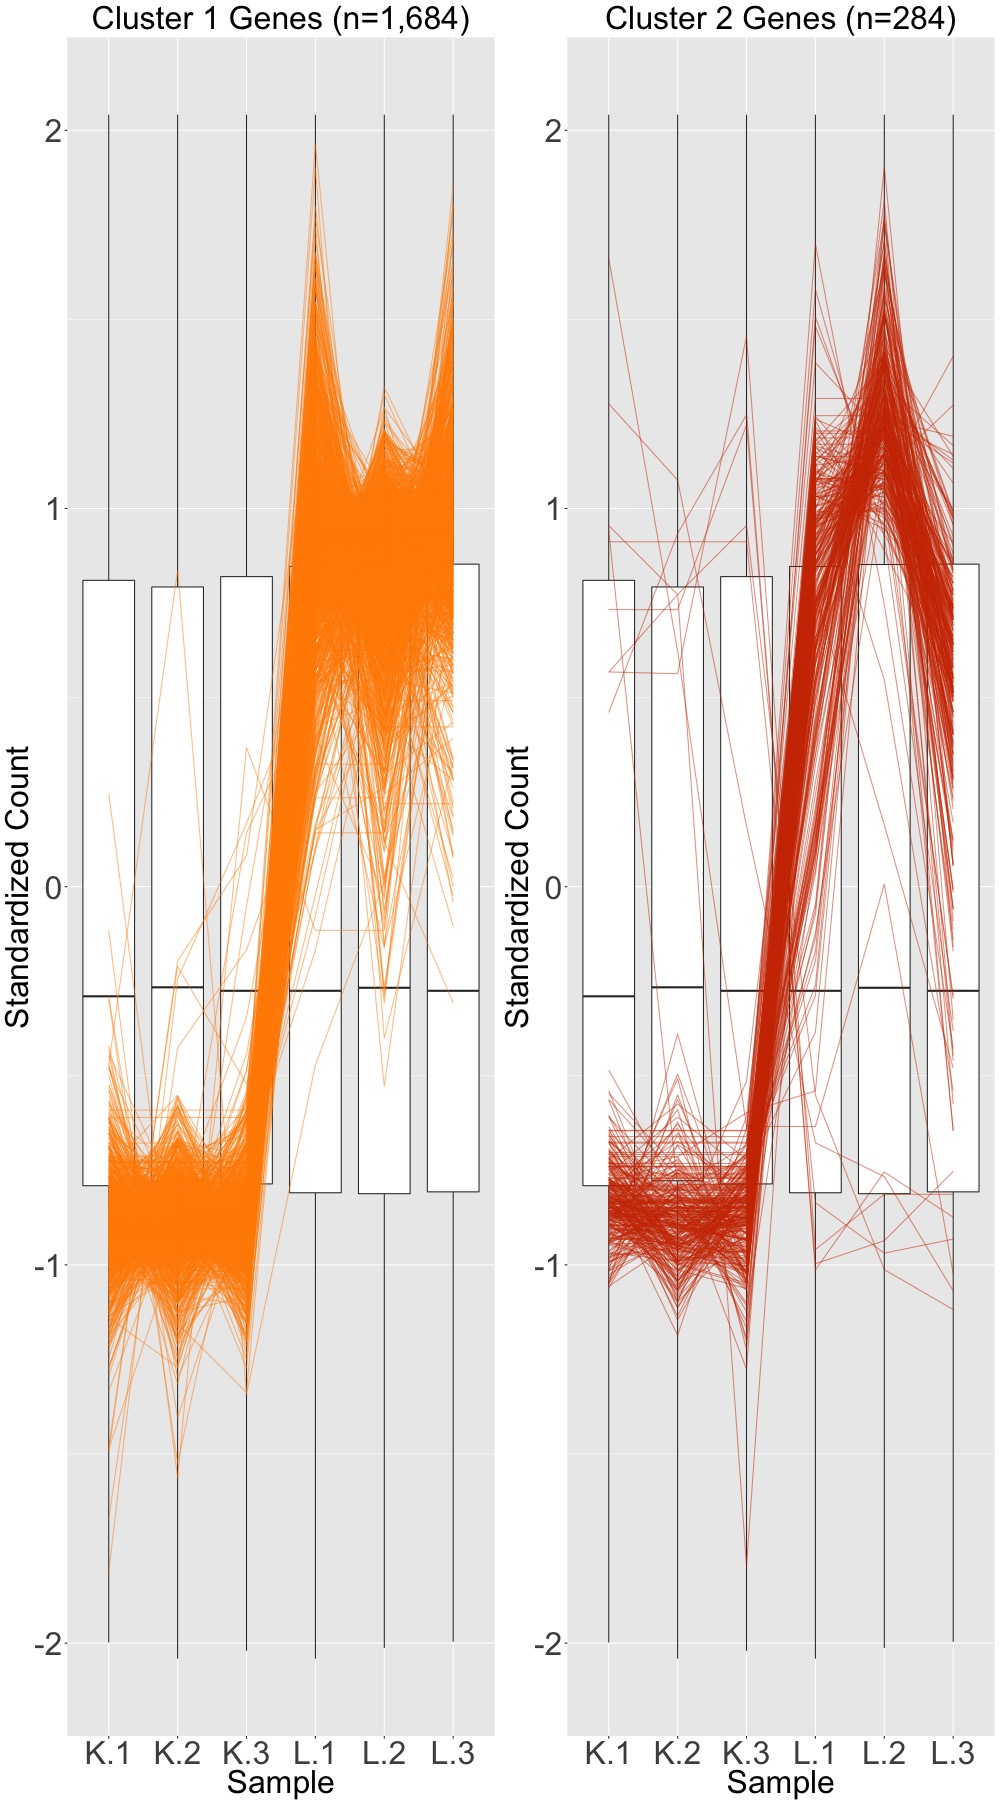 Cluster 1 Genes (n=1,684)
Cluster 2 Genes (n=284)
Standardized Count
2
1
0
-1
-2
K.1 K.2 K.3 L.1 L.2 L.3
Sample
Standardized Count
2
1
0
-1
-2
K.1 K.2 K.3 L.1 L.2 L.3
Sample